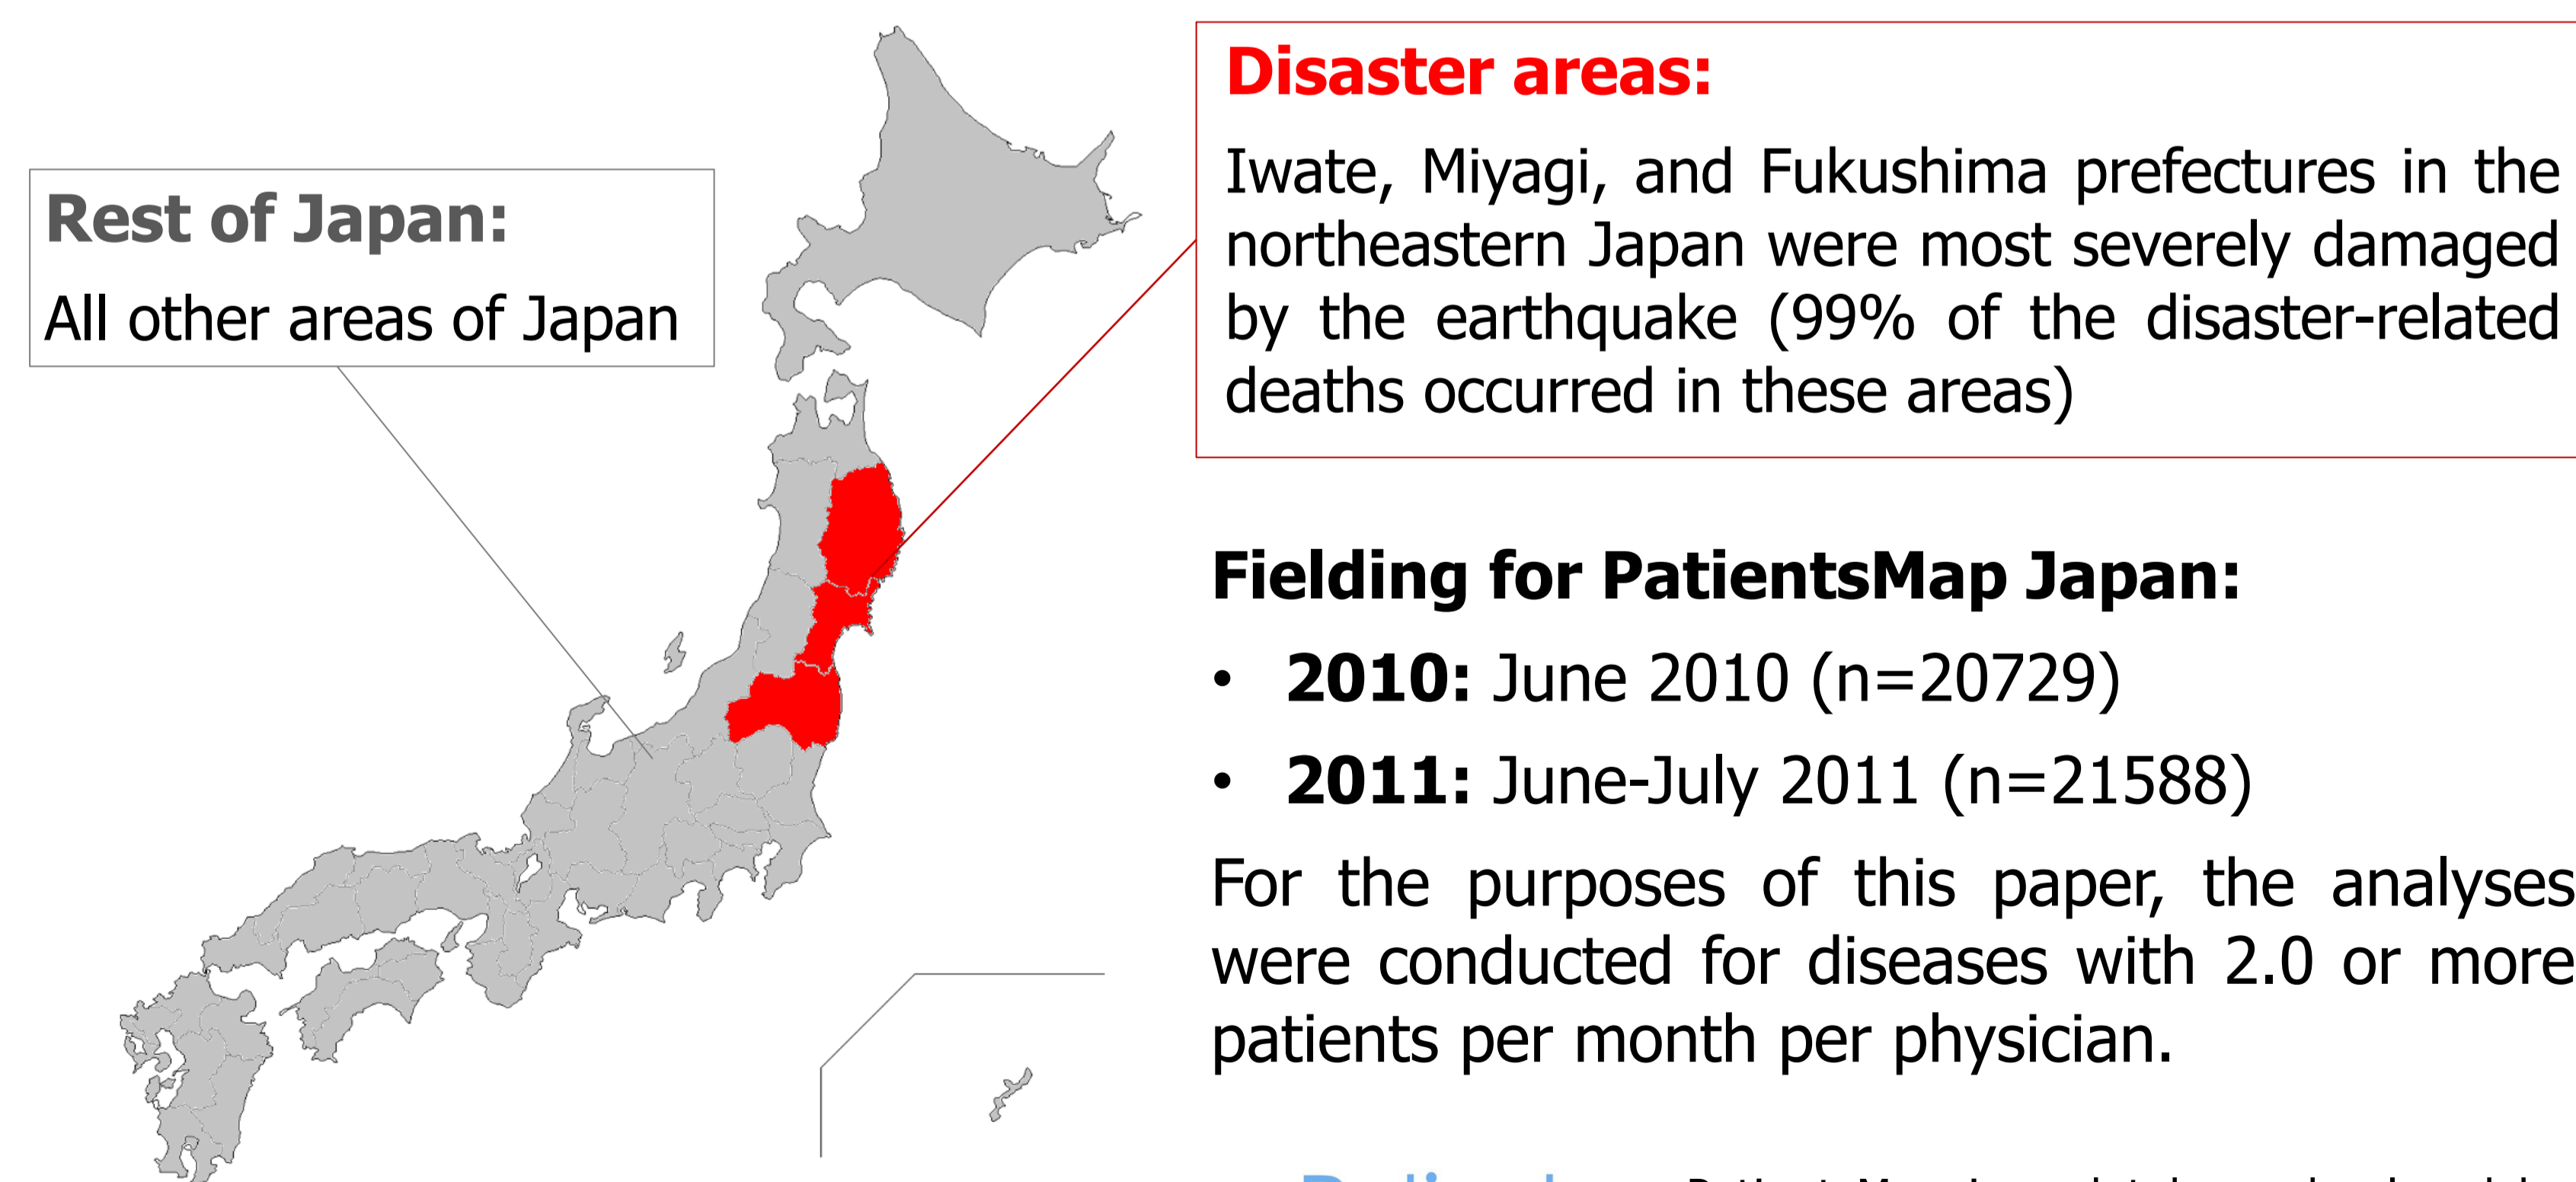 Rest of Japan:
All other areas of Japan
Disaster areas:
Iwate, Miyagi, and Fukushima prefectures in the
northeastern Japan were most severely damaged
by the earthquake (99% of the disaster-related
deaths occurred in these areas)
Fielding for PatientsMap Japan:
• 2010: June 2010 (n=20729)
• 2011: June-July 2011 (n=21588)
For the purposes of this paper, the analyses
were conducted for diseases with 2.0 or more
patients per month per physician.